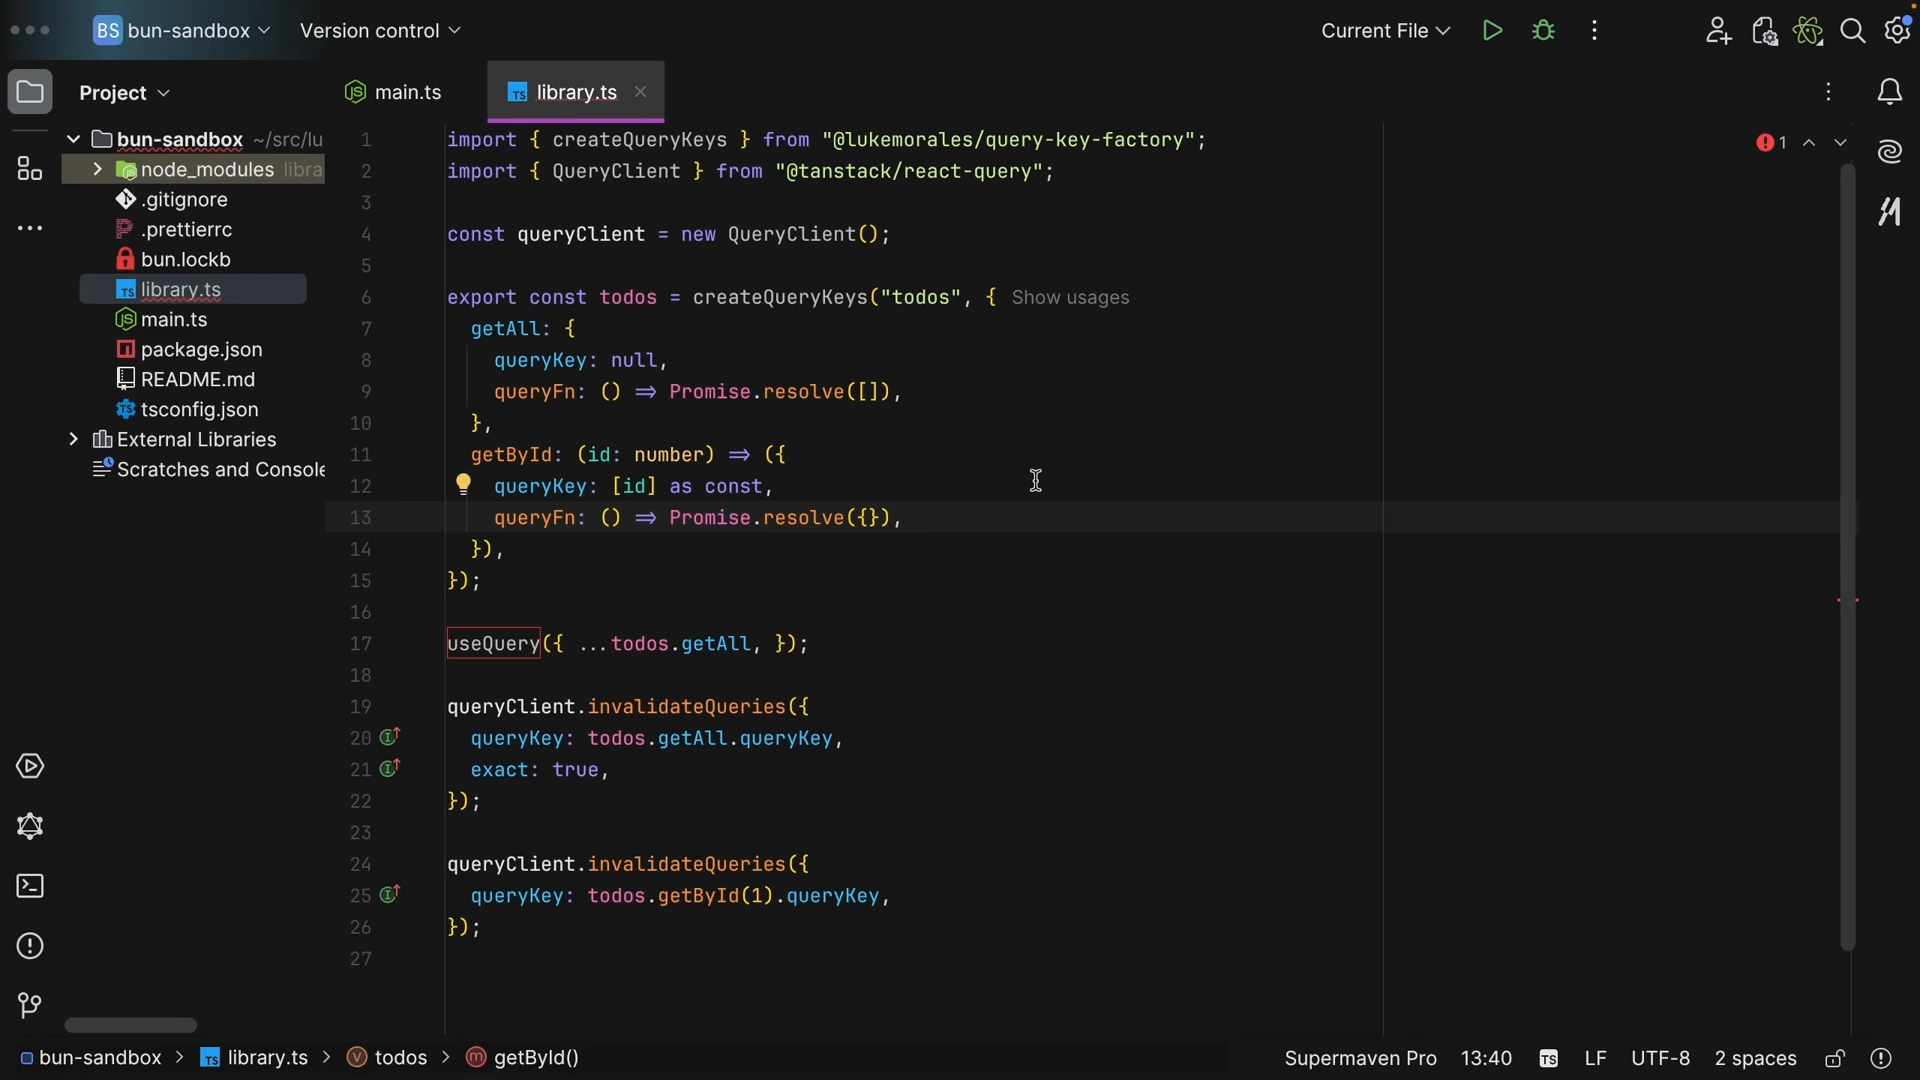 BS bun-sandbox Version control Current File
Project main.ts library.ts
bun-sandbox ~/src/lu
node_modules libra
.gitignore
.prettierrc
bun.lockb
library.ts
main.ts
package.json
README.md
tsconfig.json
External Libraries
Scratches and Console
1 import { createQueryKeys } from "@lukemorales/query-key-factory";
2 import { QueryClient } from "@tanstack/react-query";
3
4 const queryClient = new QueryClient();
5
6 export const todos = createQueryKeys("todos", { Show usages
7 getAll: {
8 queryKey: null,
9 queryFn: () => Promise.resolve([]),
10 },
11 getById: (id: number) => ({
12 queryKey: [id] as const,
13 queryFn: () => Promise.resolve({}),
14 }),
15 });
16
17 useQuery({ ...todos.getAll, });
18
19 queryClient.invalidateQueries({
20 queryKey: todos.getAll.queryKey,
21 exact: true,
22 });
23
24 queryClient.invalidateQueries({
25 queryKey: todos.getById(1).queryKey,
26 });
27
1
bun-sandbox > library.ts > todos > getById() Supermaven Pro 13:40 TS LF UTF-8 2 spaces